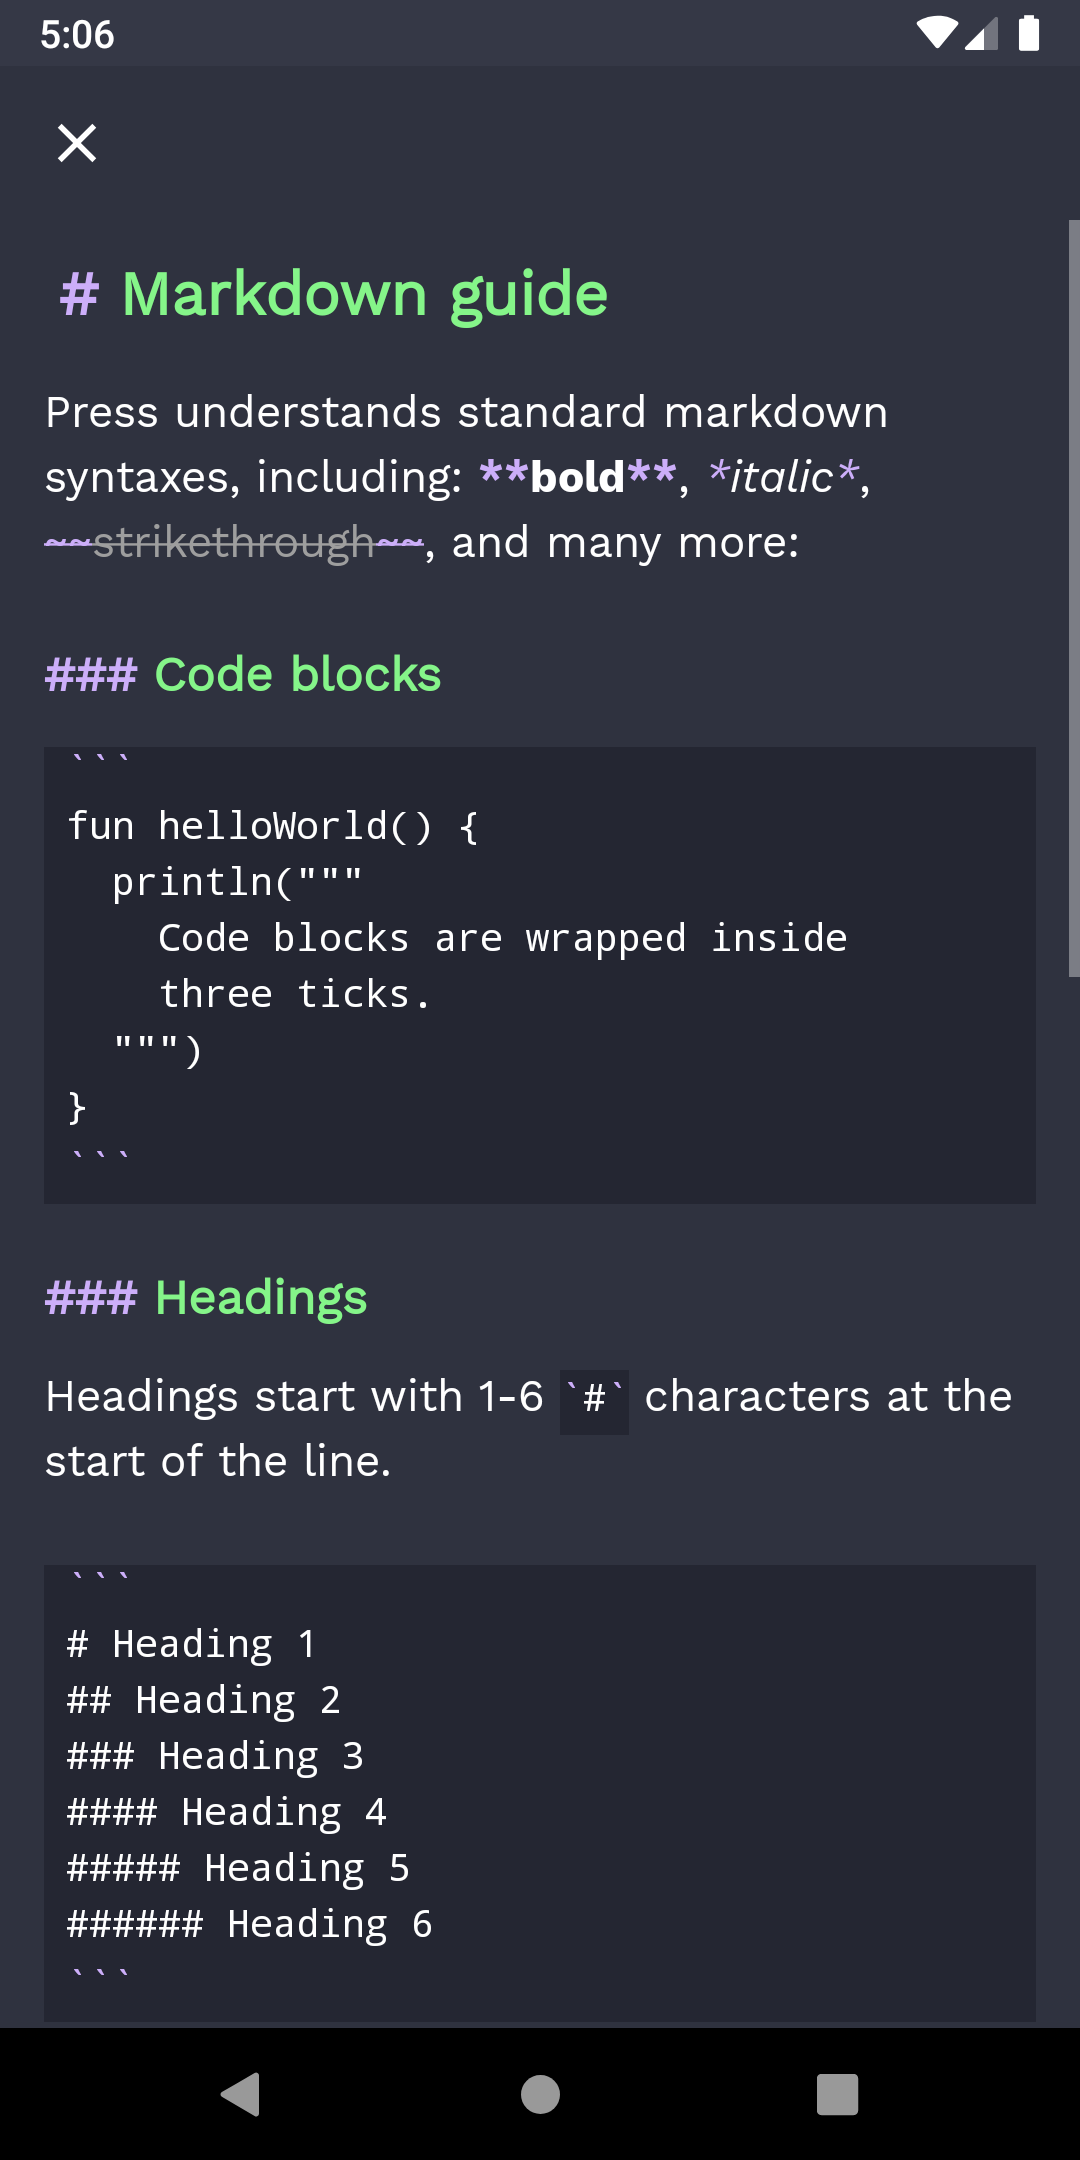 5:06
# Markdown guide
Press understands standard markdown
syntaxes, including: **bold**, *italic*,
~~strikethrough~~, and many more:
### Code blocks
```
fun helloWorld() {
  println("""
    Code blocks are wrapped inside
    three ticks.
  """)
}
```
### Headings
Headings start with 1-6 `#` characters at the
start of the line.
```
# Heading 1
## Heading 2
### Heading 3
#### Heading 4
##### Heading 5
###### Heading 6
```